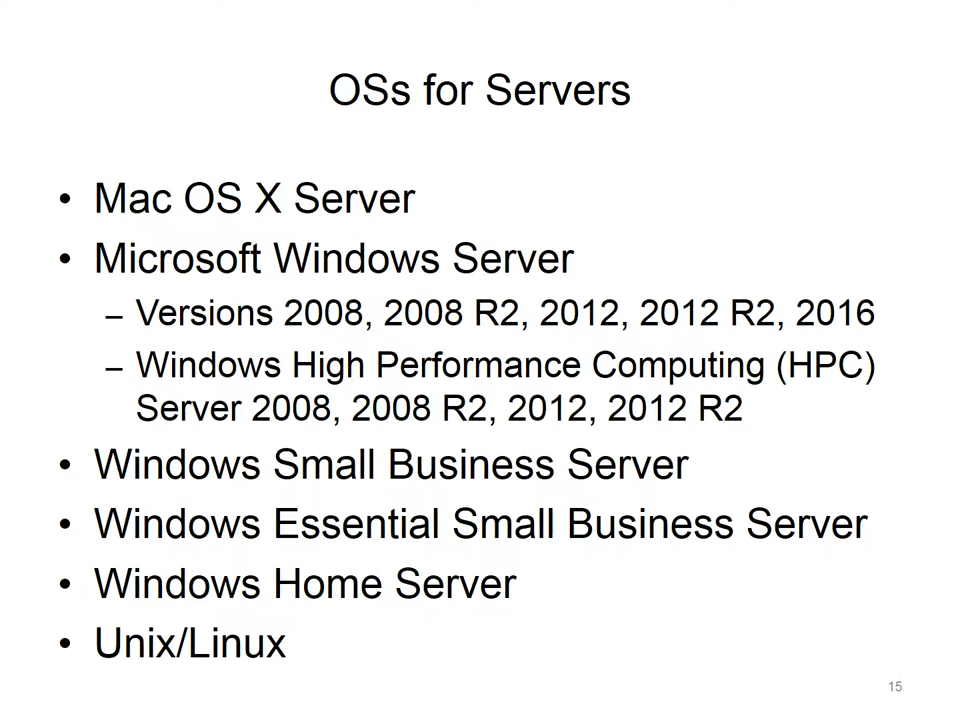 OSs for Servers
• Mac OS X Server
• Microsoft Windows Server
– Versions 2008, 2008 R2, 2012, 2012 R2, 2016
– Windows High Performance Computing (HPC)
Server 2008, 2008 R2, 2012, 2012 R2
• Windows Small Business Server
• Windows Essential Small Business Server
• Windows Home Server
• Unix/Linux
15